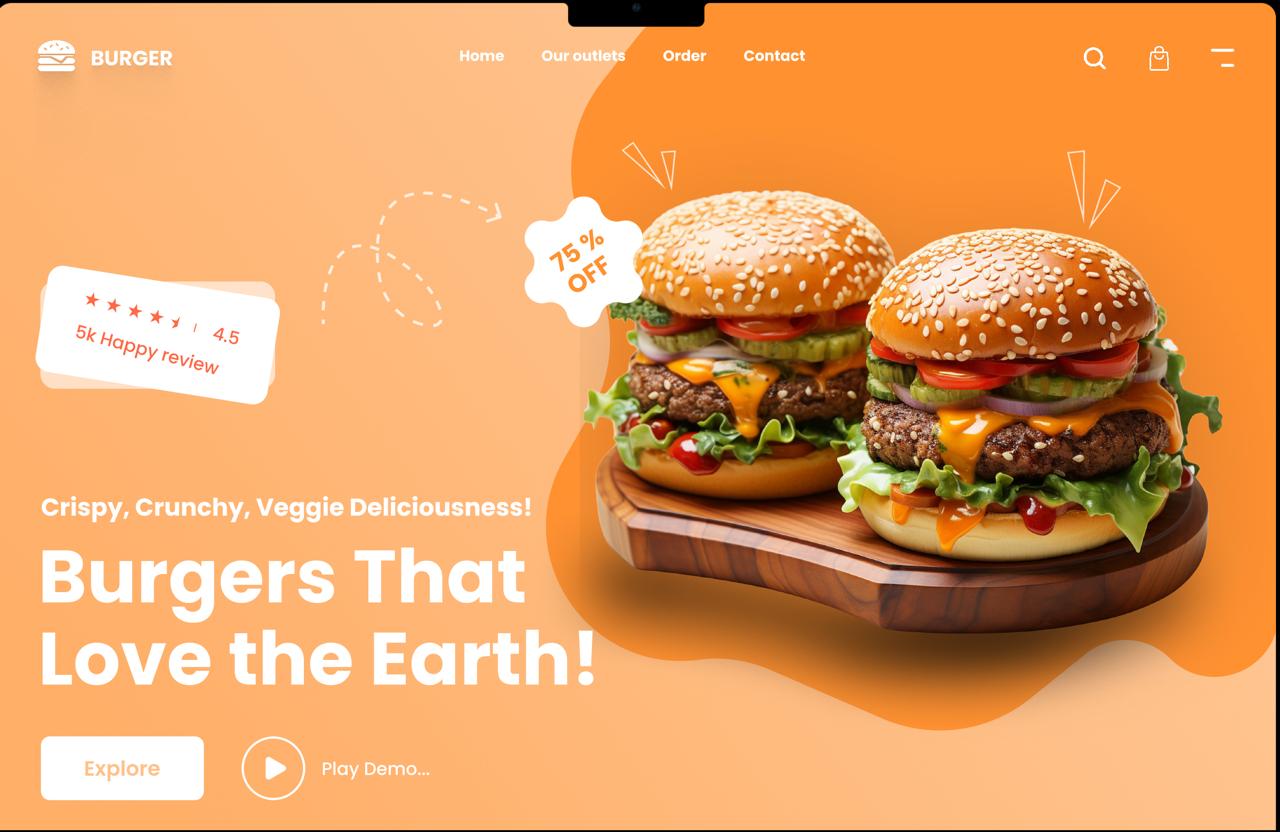 BURGER
Home
Our outlets
Order
Contact
75 %
OFF
4.5
5k Happy review
Crispy, Crunchy, Veggie Deliciousness!
Burgers That
Love the Earth!
Explore
Play Demo...